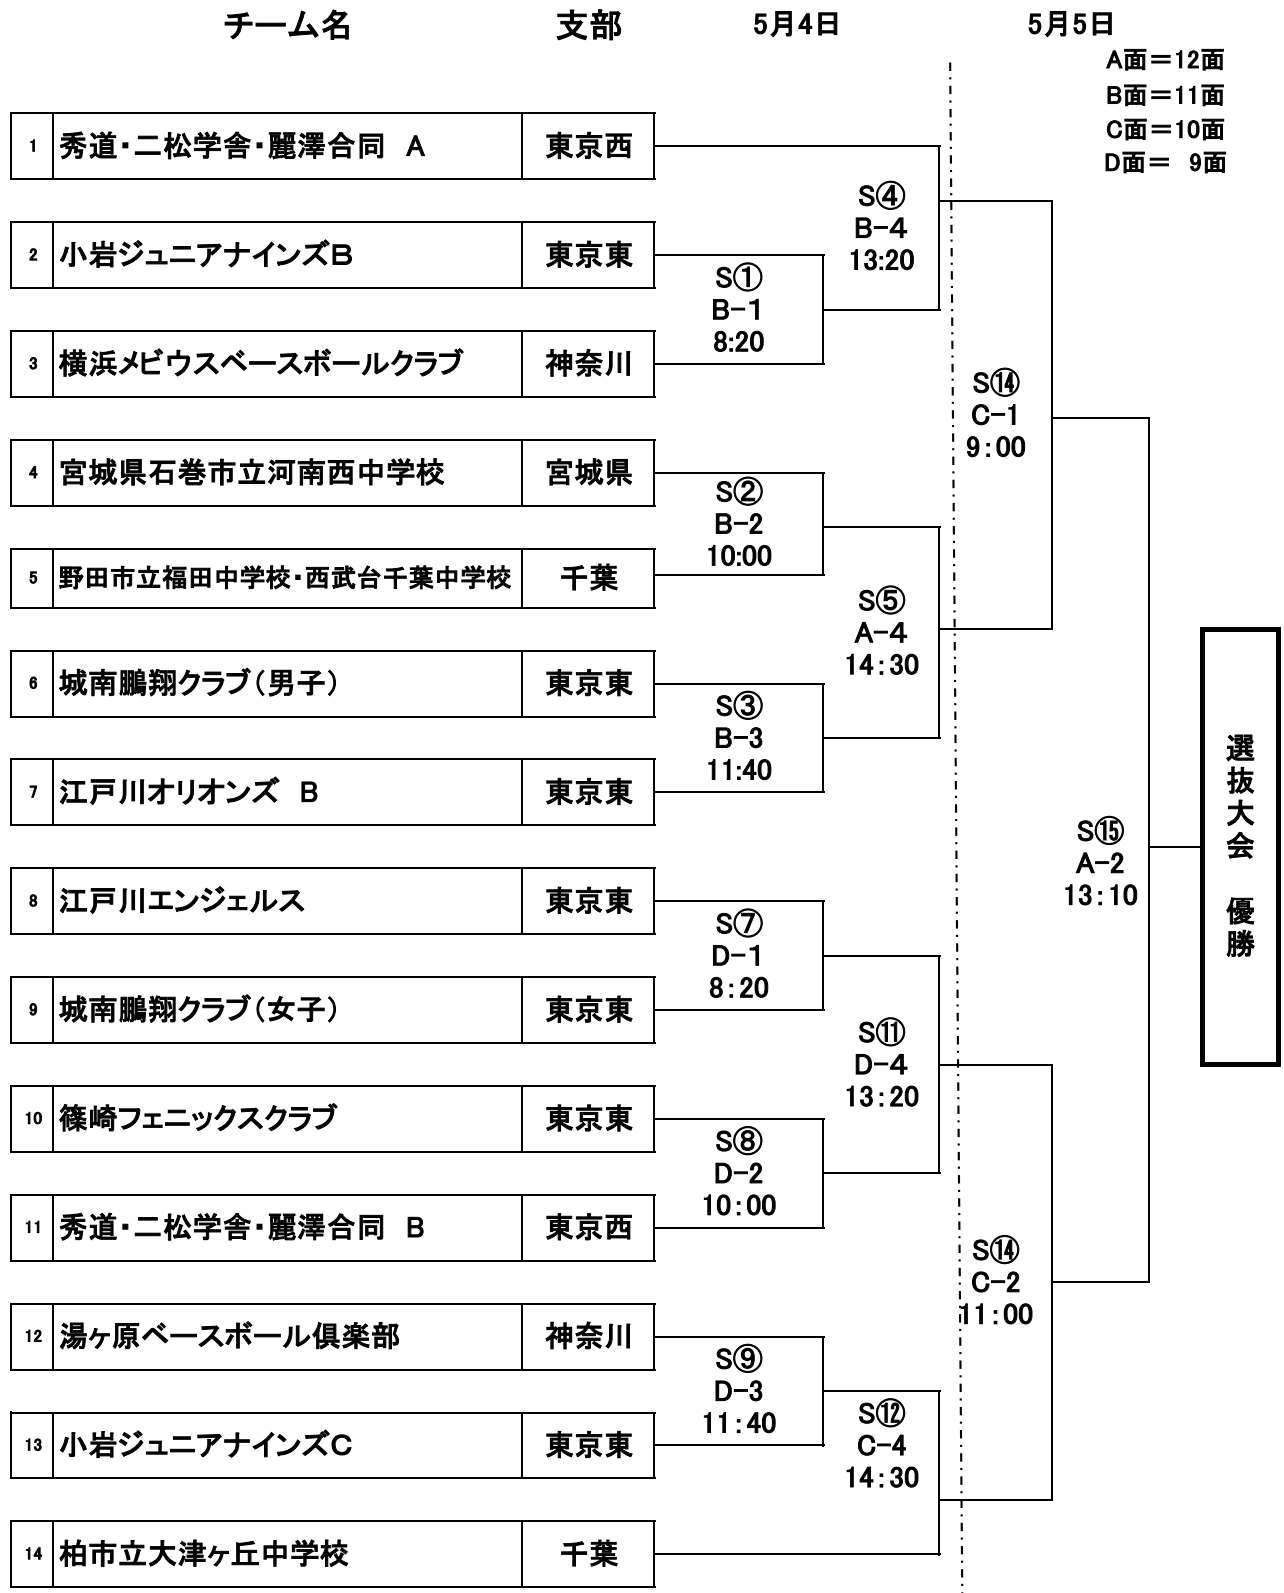 チーム名 支部 5月4日 5月5日
A面＝12面
B面＝11面
C面＝10面
D面＝ 9面
1 秀道・二松学舎・麗澤合同 A 東京西
S④
B-4
13:20
2 小岩ジュニアナインズB 東京東
S①
B-1
8:20
3 横浜メビウスベースボールクラブ 神奈川
S⑭
C-1
9:00
4 宮城県石巻市立河南西中学校 宮城県
S②
B-2
10:00
5 野田市立福田中学校・西武台千葉中学校 千葉
S⑤
A-4
14:30
6 城南鵬翔クラブ（男子） 東京東
S③
B-3
11:40
7 江戸川オリオンズ B 東京東
選抜大会 優勝
S⑮
A-2
13:10
8 江戸川エンジェルス 東京東
S⑦
D-1
8:20
9 城南鵬翔クラブ（女子） 東京東
S⑪
D-4
13:20
10 篠崎フェニックスクラブ 東京東
S⑧
D-2
10:00
11 秀道・二松学舎・麗澤合同 B 東京西
S⑭
C-2
11:00
12 湯ヶ原ベースボール倶楽部 神奈川
S⑨
D-3
11:40
S⑫
C-4
14:30
13 小岩ジュニアナインズC 東京東
14 柏市立大津ヶ丘中学校 千葉